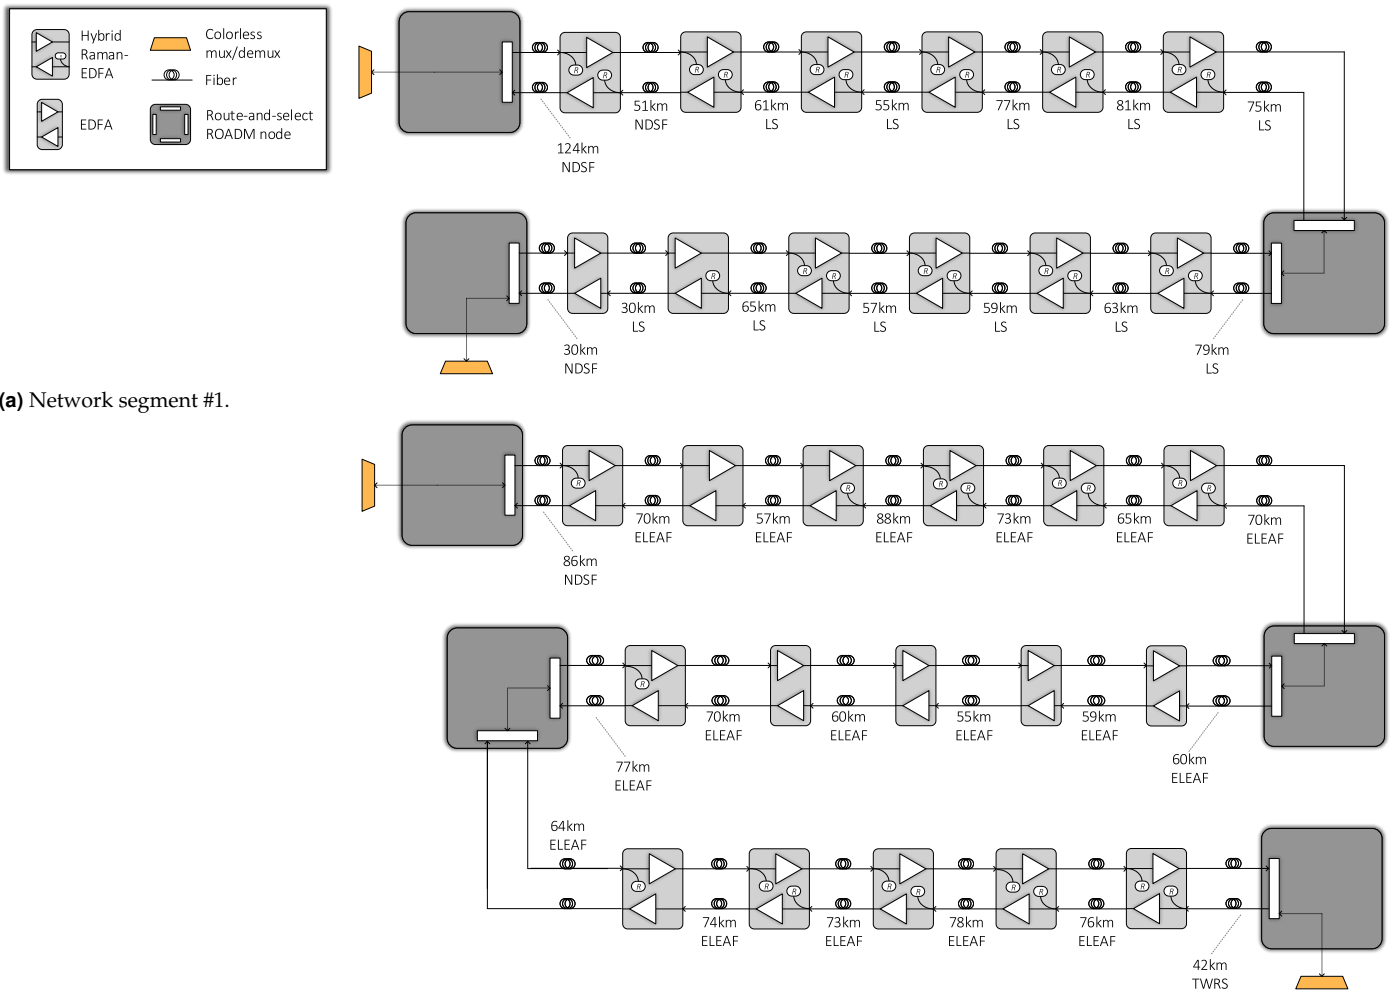 Hybrid
Raman-
EDFA
Colorless
mux/demux
Fiber
EDFA
Route-and-select
ROADM node
R
R
R
R
R
R
R
R
R
R
R
51km
NDSF
61km
LS
55km
LS
77km
LS
81km
LS
75km
LS
124km
NDSF
R
R
R
R
R
R
R
R
R
30km
LS
65km
LS
57km
LS
59km
LS
63km
LS
30km
NDSF
79km
LS
(a) Network segment #1.
R
R
R
R
R
R
R
R
70km
ELEAF
57km
ELEAF
88km
ELEAF
73km
ELEAF
65km
ELEAF
70km
ELEAF
86km
NDSF
R
70km
ELEAF
60km
ELEAF
55km
ELEAF
59km
ELEAF
77km
ELEAF
60km
ELEAF
64km
ELEAF
R
R
R
R
R
R
R
R
R
74km
ELEAF
73km
ELEAF
78km
ELEAF
76km
ELEAF
42km
TWRS